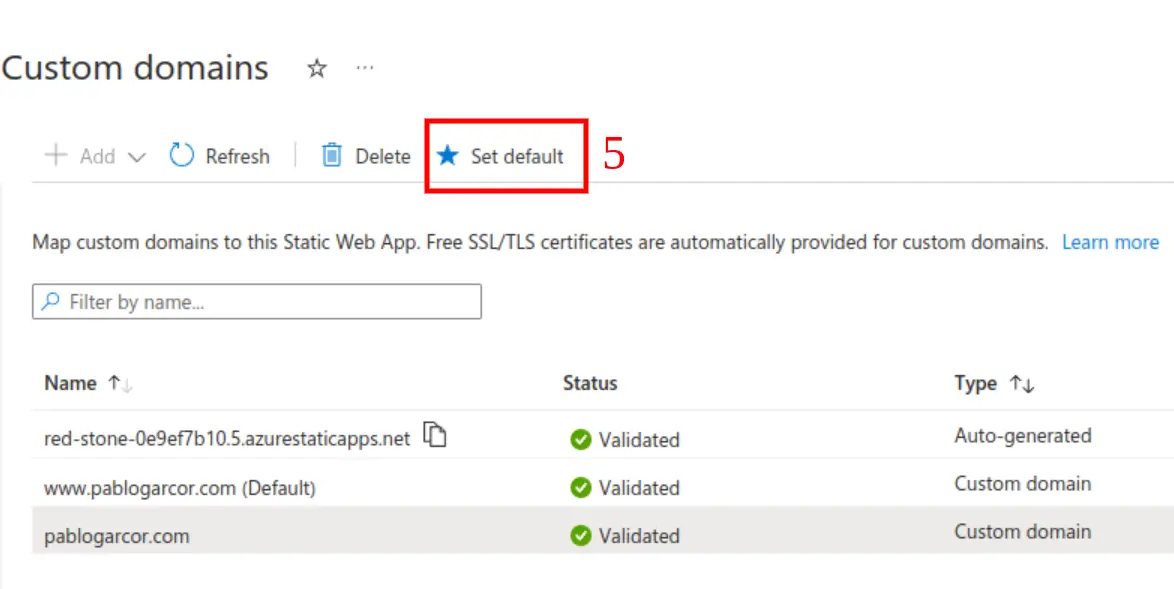 Custom domains
Add Refresh Delete Set default 5
Map custom domains to this Static Web App. Free SSL/TLS certificates are automatically provided for custom domains. Learn more
Filter by name...
Name Status Type
red-stone-0e9ef7b10.5.azurestaticapps.net Validated Auto-generated
www.pablogarcor.com (Default) Validated Custom domain
pablogarcor.com Validated Custom domain